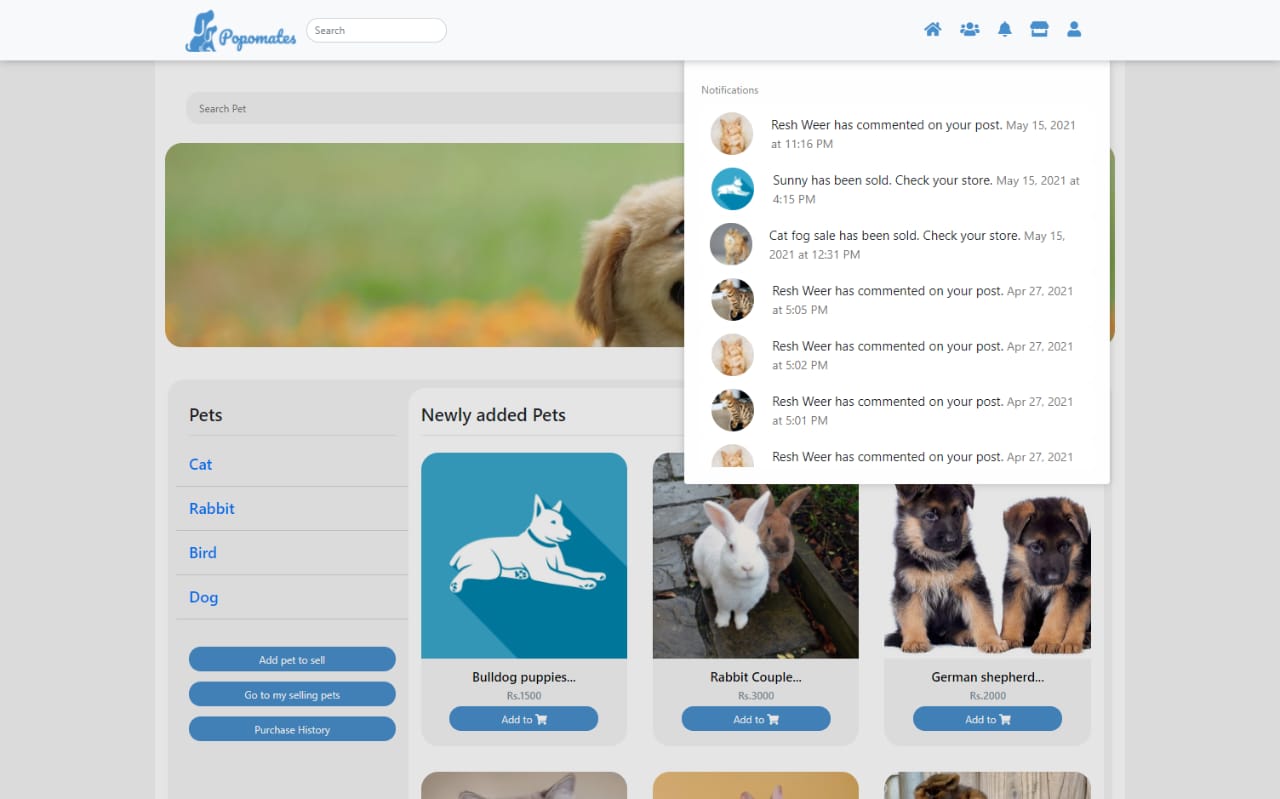 Popomates
Search
Search Pet
Notifications
Resh Weer has commented on your post. May 15, 2021
at 11:16 PM
Sunny has been sold. Check your store. May 15, 2021 at
4:15 PM
Cat fog sale has been sold. Check your store. May 15,
2021 at 12:31 PM
Resh Weer has commented on your post. Apr 27, 2021
at 5:05 PM
Resh Weer has commented on your post. Apr 27, 2021
at 5:02 PM
Resh Weer has commented on your post. Apr 27, 2021
at 5:01 PM
Resh Weer has commented on your post. Apr 27, 2021
Pets
Cat
Rabbit
Bird
Dog
Add pet to sell
Go to my selling pets
Purchase History
Newly added Pets
Bulldog puppies...
Rs.1500
Add to
Rabbit Couple...
Rs.3000
Add to
German shepherd...
Rs.2000
Add to